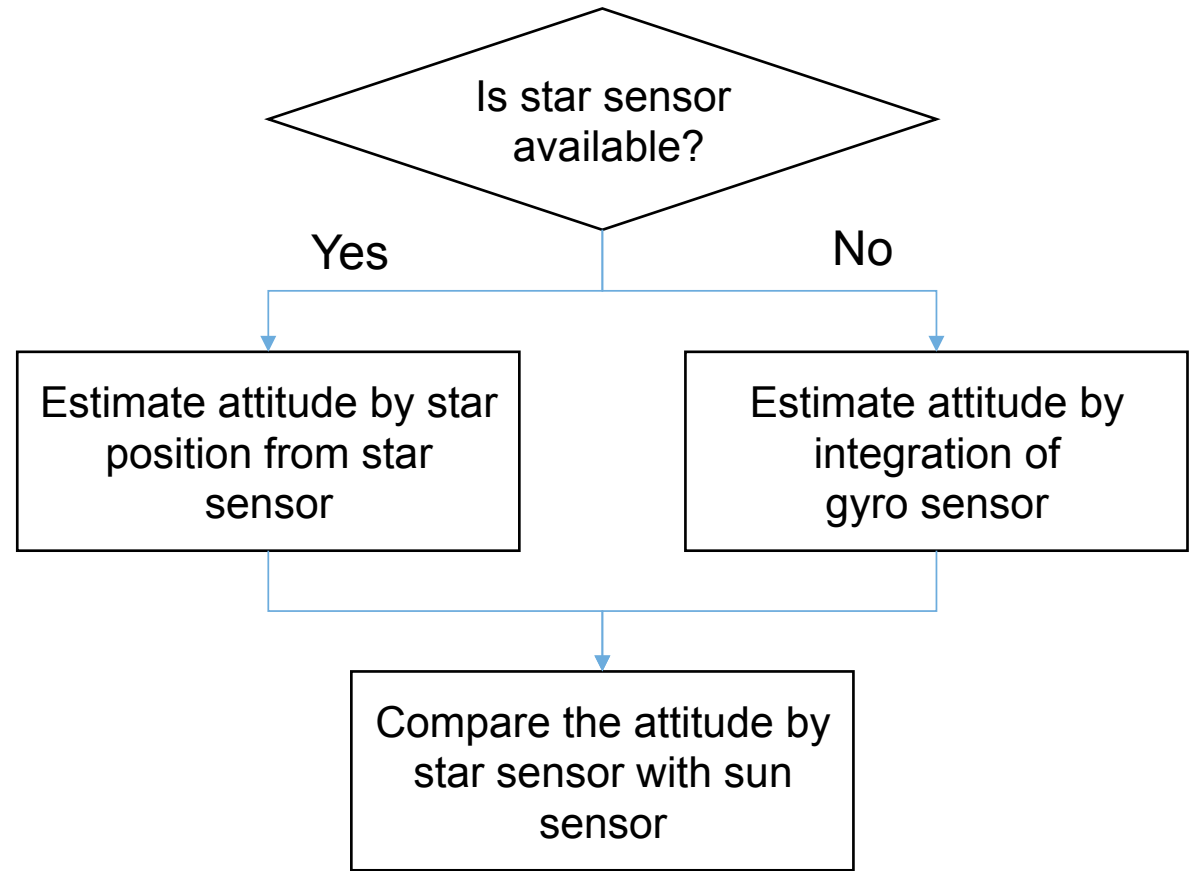 Is star sensor
available?
Yes
No
Estimate attitude by star
position from star
sensor
Estimate attitude by
integration of
gyro sensor
Compare the attitude by
star sensor with sun
sensor